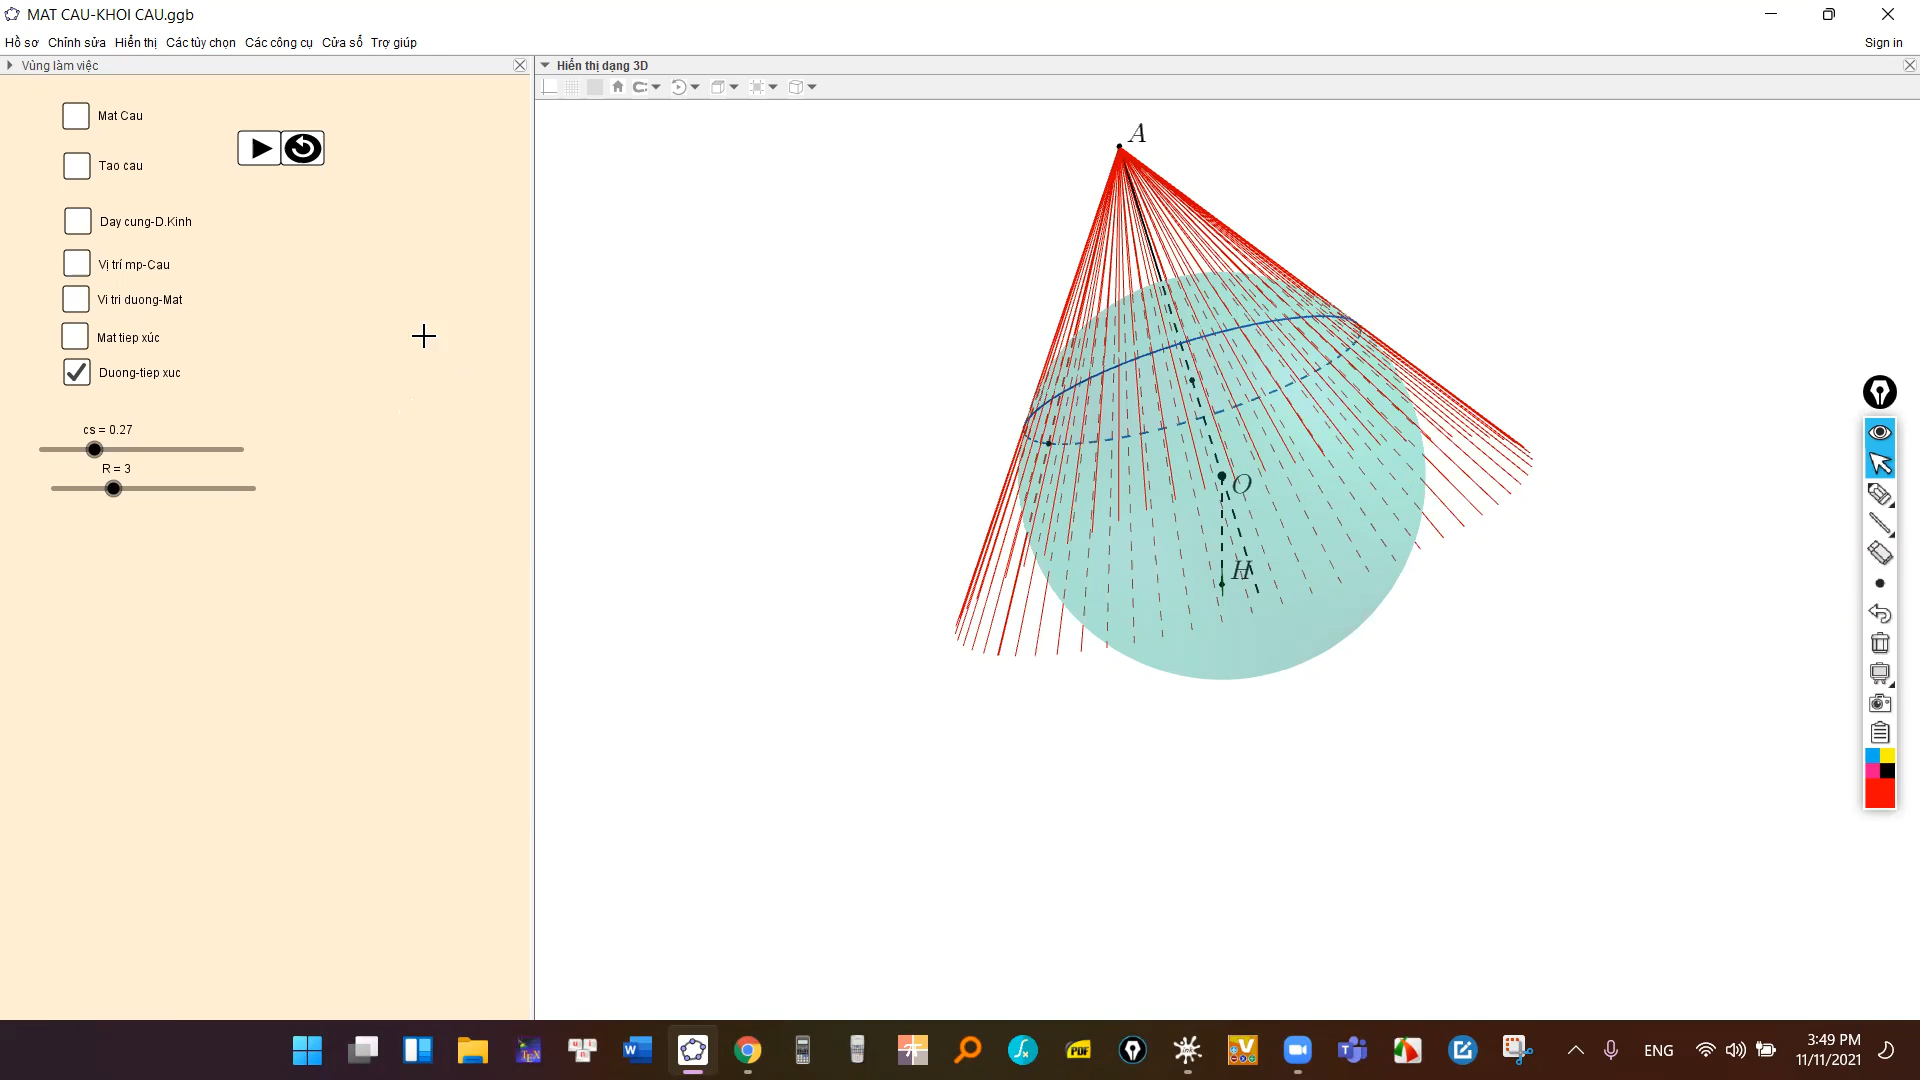 MAT CAU-KHOI CAU.ggb
Hồ sơ Chỉnh sửa Hiển thị Các tùy chọn Các công cụ Cửa sổ Trợ giúp
Sign in
Vùng làm việc
Hiển thị dạng 3D
Mat Cau
Tao cau
Day cung-D.Kinh
Vị trí mp-Cau
Vi tri duong-Mat
Mat tiep xúc
Duong-tiep xuc
cs = 0.27
R = 3
A
O
H
PDF
ENG
3:49 PM
11/11/2021